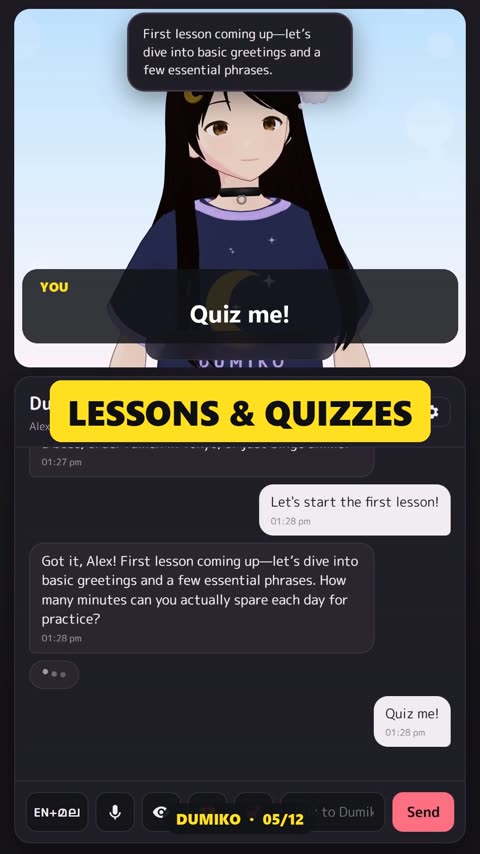 First lesson coming up—let’s
dive into basic greetings and a
few essential phrases.
YOU
Quiz me!
DUMIKO
LESSONS & QUIZZES
01:27 pm
Let's start the first lesson!
01:28 pm
Got it, Alex! First lesson coming up—let’s dive into
basic greetings and a few essential phrases. How
many minutes can you actually spare each day for
practice?
01:28 pm
Quiz me!
01:28 pm
EN+മല
to Dumik
Send
DUMIKO · 05/12